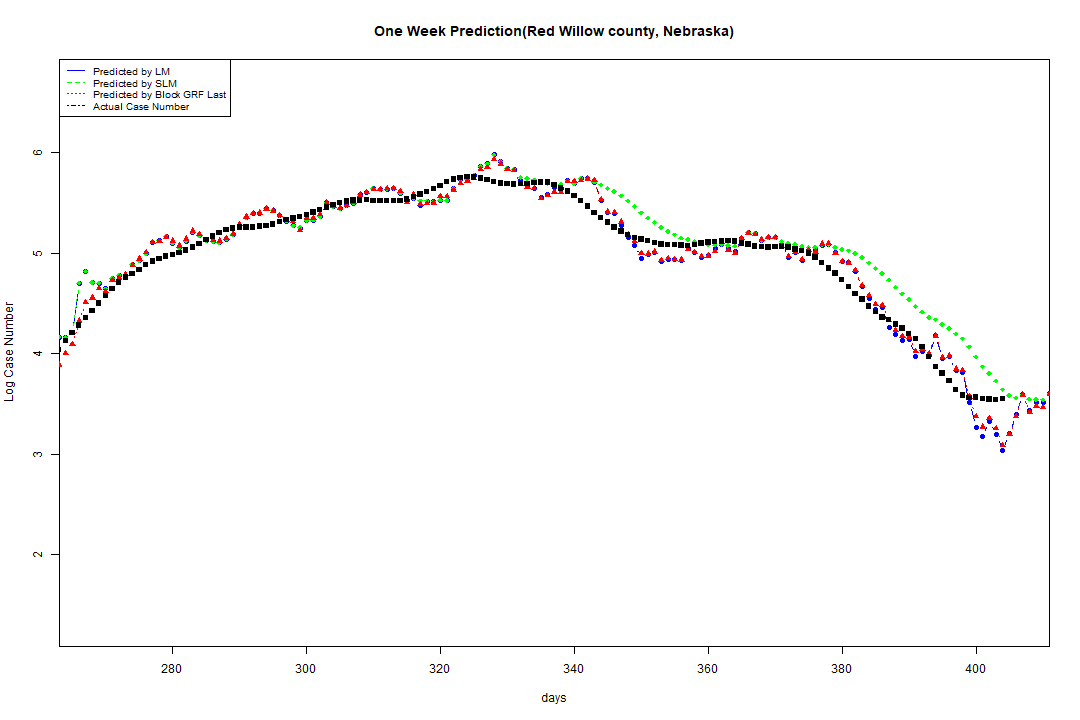 One Week Prediction(Red Willow county, Nebraska)
Predicted by LM
Predicted by SLM
Predicted by Block GRF Last
Actual Case Number
6
5
4
3
2
Log Case Number
280 300 320 340 360 380 400
days